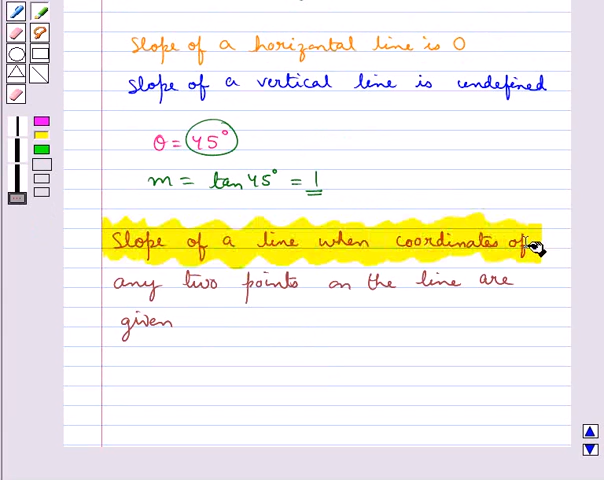 Slope of a horizontal line is 0
Slope of a vertical line is undefined
θ = 45°
m = tan 45° = 1
Slope of a line when coordinates of
any two points on the line are
given